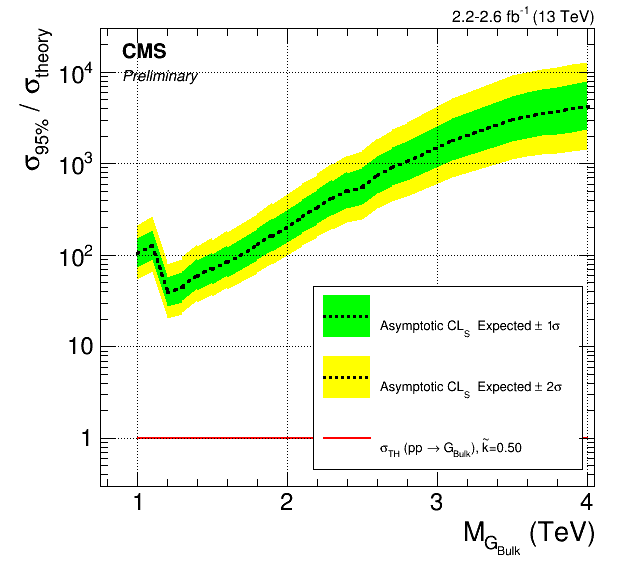 2.2-2.6 fb⁻¹ (13 TeV)
CMS
Preliminary
σ₉₅% / σtheory
10⁴
10³
10²
10
1
Asymptotic CLS Expected ± 1σ
Asymptotic CLS Expected ± 2σ
σTH (pp → GBulk), k̃=0.50
1 2 3 4
MGBulk (TeV)